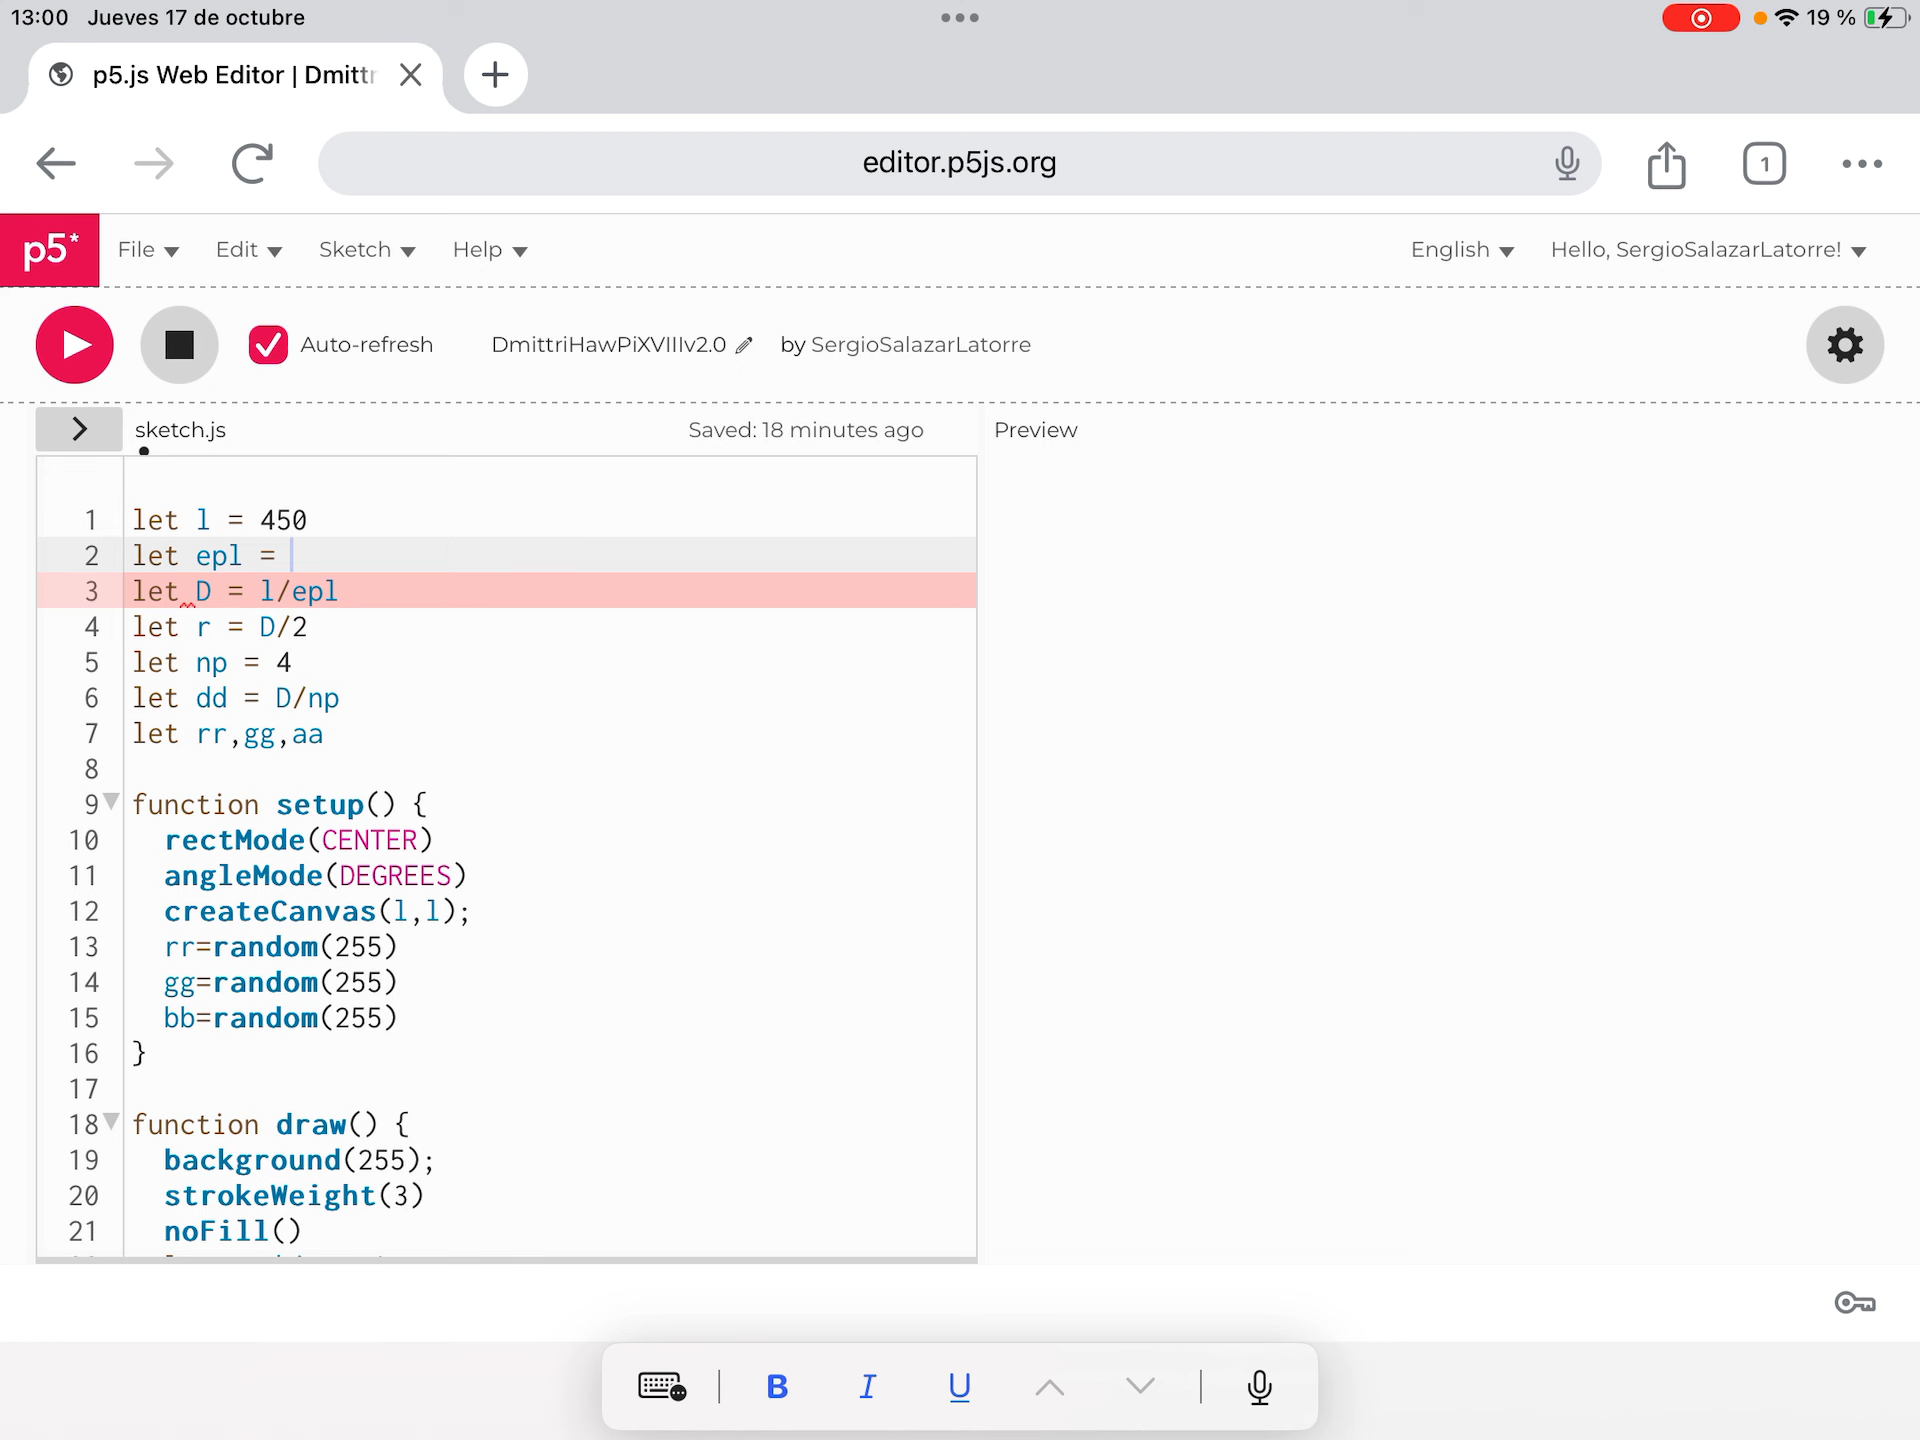 13:00 Jueves 17 de octubre 19 %
p5.js Web Editor | Dmitt
editor.p5js.org 1
p5* File Edit Sketch Help English Hello, SergioSalazarLatorre!
Auto-refresh DmittriHawPiXVIIIv2.0 by SergioSalazarLatorre
sketch.js Saved: 18 minutes ago Preview
1 let l = 450
2 let epl =
3 let D = l/epl
4 let r = D/2
5 let np = 4
6 let dd = D/np
7 let rr,gg,aa
8
9 function setup() {
10 rectMode(CENTER)
11 angleMode(DEGREES)
12 createCanvas(l,l);
13 rr=random(255)
14 gg=random(255)
15 bb=random(255)
16 }
17
18 function draw() {
19 background(255);
20 strokeWeight(3)
21 noFill()
B I U